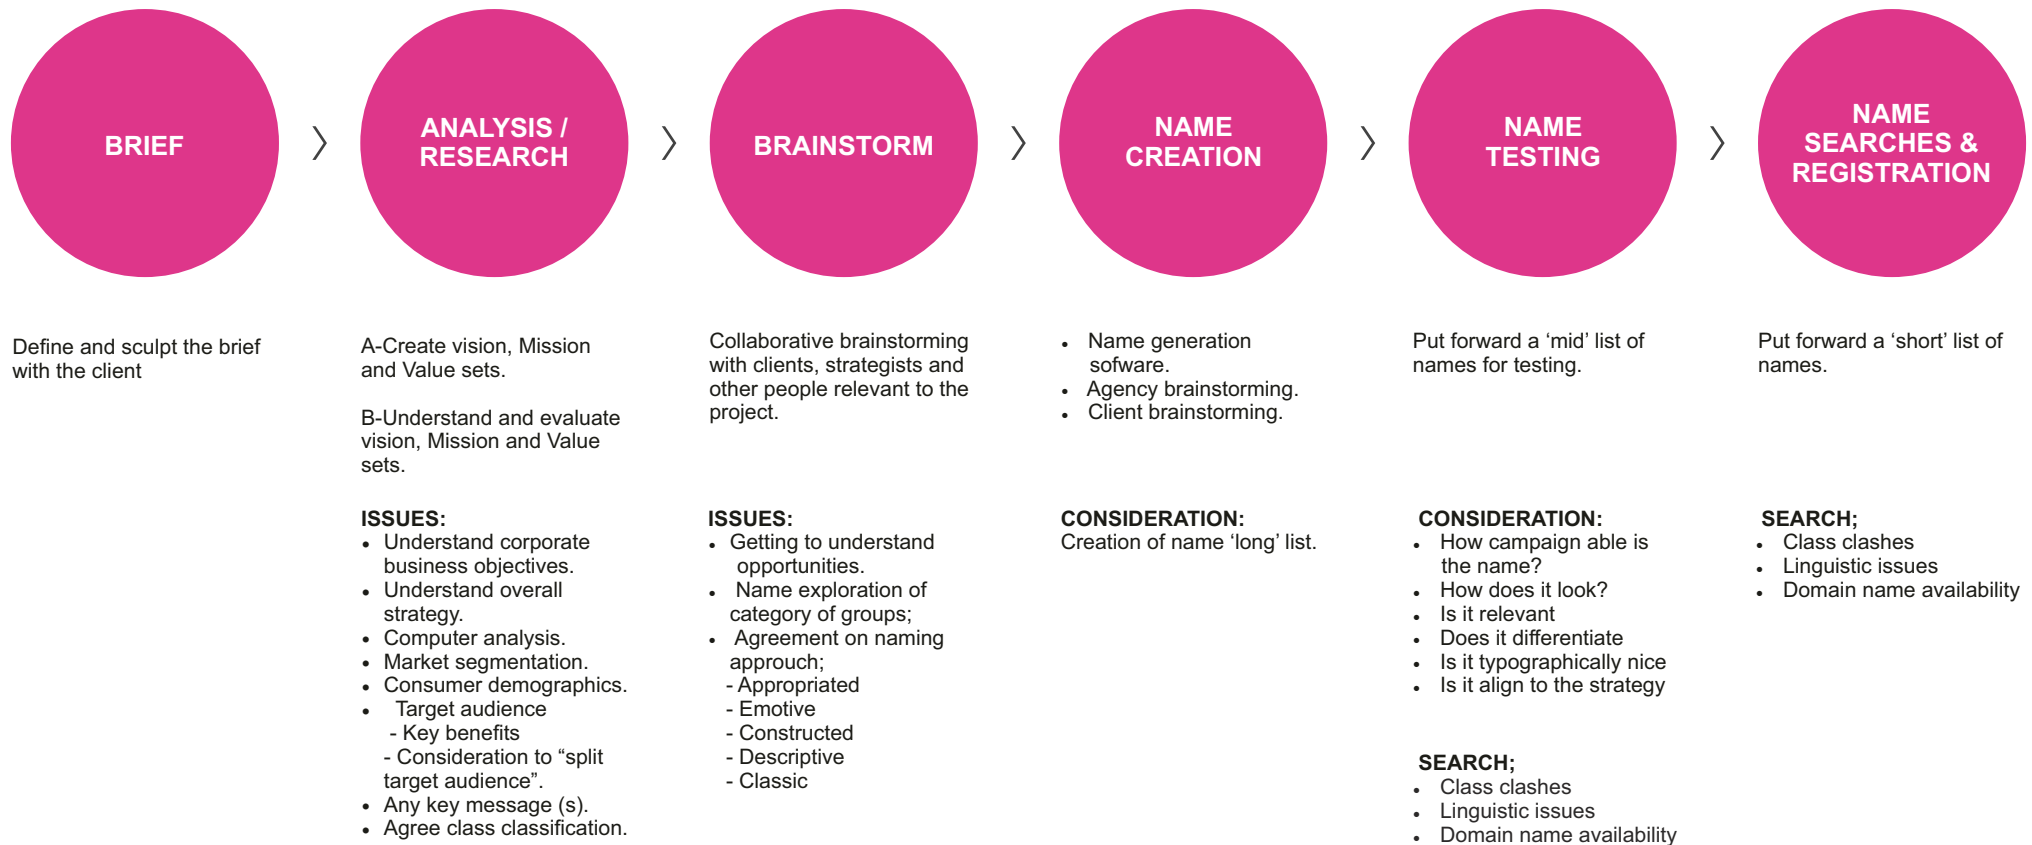 BRIEF
ANALYSIS /
RESEARCH
BRAINSTORM
NAME
CREATION
NAME
TESTING
NAME
SEARCHES &
REGISTRATION
Define and sculpt the brief
with the client
A-Create vision, Mission
and Value sets.
B-Understand and evaluate
vision, Mission and Value
sets.
ISSUES:
• Understand corporate
business objectives.
• Understand overall
strategy.
• Computer analysis.
• Market segmentation.
• Consumer demographics.
• Target audience
- Key benefits
- Consideration to “split
target audience”.
• Any key message (s).
• Agree class classification.
Collaborative brainstorming
with clients, strategists and
other people relevant to the
project.
ISSUES:
• Getting to understand
opportunities.
• Name exploration of
category of groups;
• Agreement on naming
approuch;
- Appropriated
- Emotive
- Constructed
- Descriptive
- Classic
• Name generation
sofware.
• Agency brainstorming.
• Client brainstorming.
CONSIDERATION:
Creation of name ‘long’ list.
Put forward a ‘mid’ list of
names for testing.
CONSIDERATION:
• How campaign able is
the name?
• How does it look?
• Is it relevant
• Does it differentiate
• Is it typographically nice
• Is it align to the strategy
SEARCH;
• Class clashes
• Linguistic issues
• Domain name availability
Put forward a ‘short’ list of
names.
SEARCH;
• Class clashes
• Linguistic issues
• Domain name availability